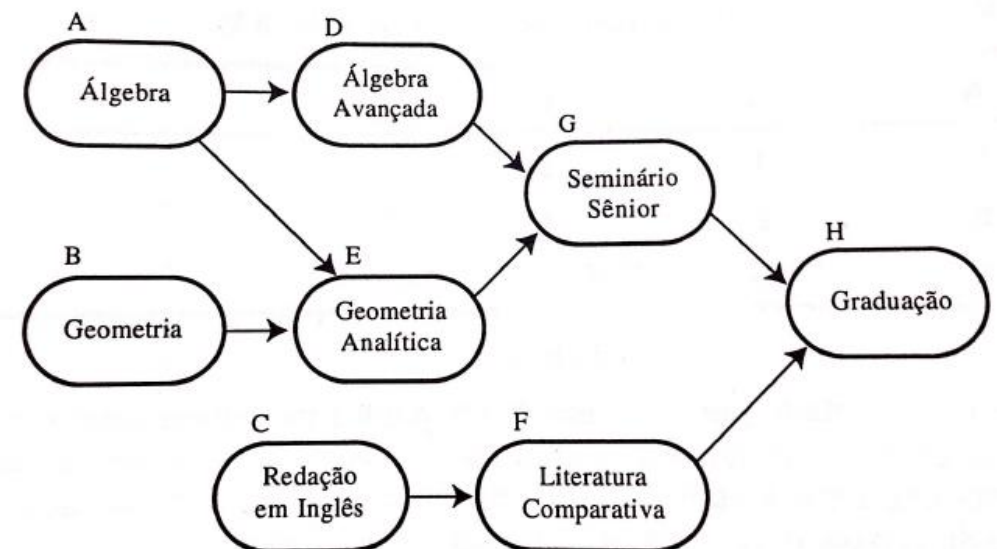 A
Álgebra
D
Álgebra
Avançada
G
Seminário
Sênior
B
Geometria
E
Geometria
Analítica
H
Graduação
C
Redação
em Inglês
F
Literatura
Comparativa